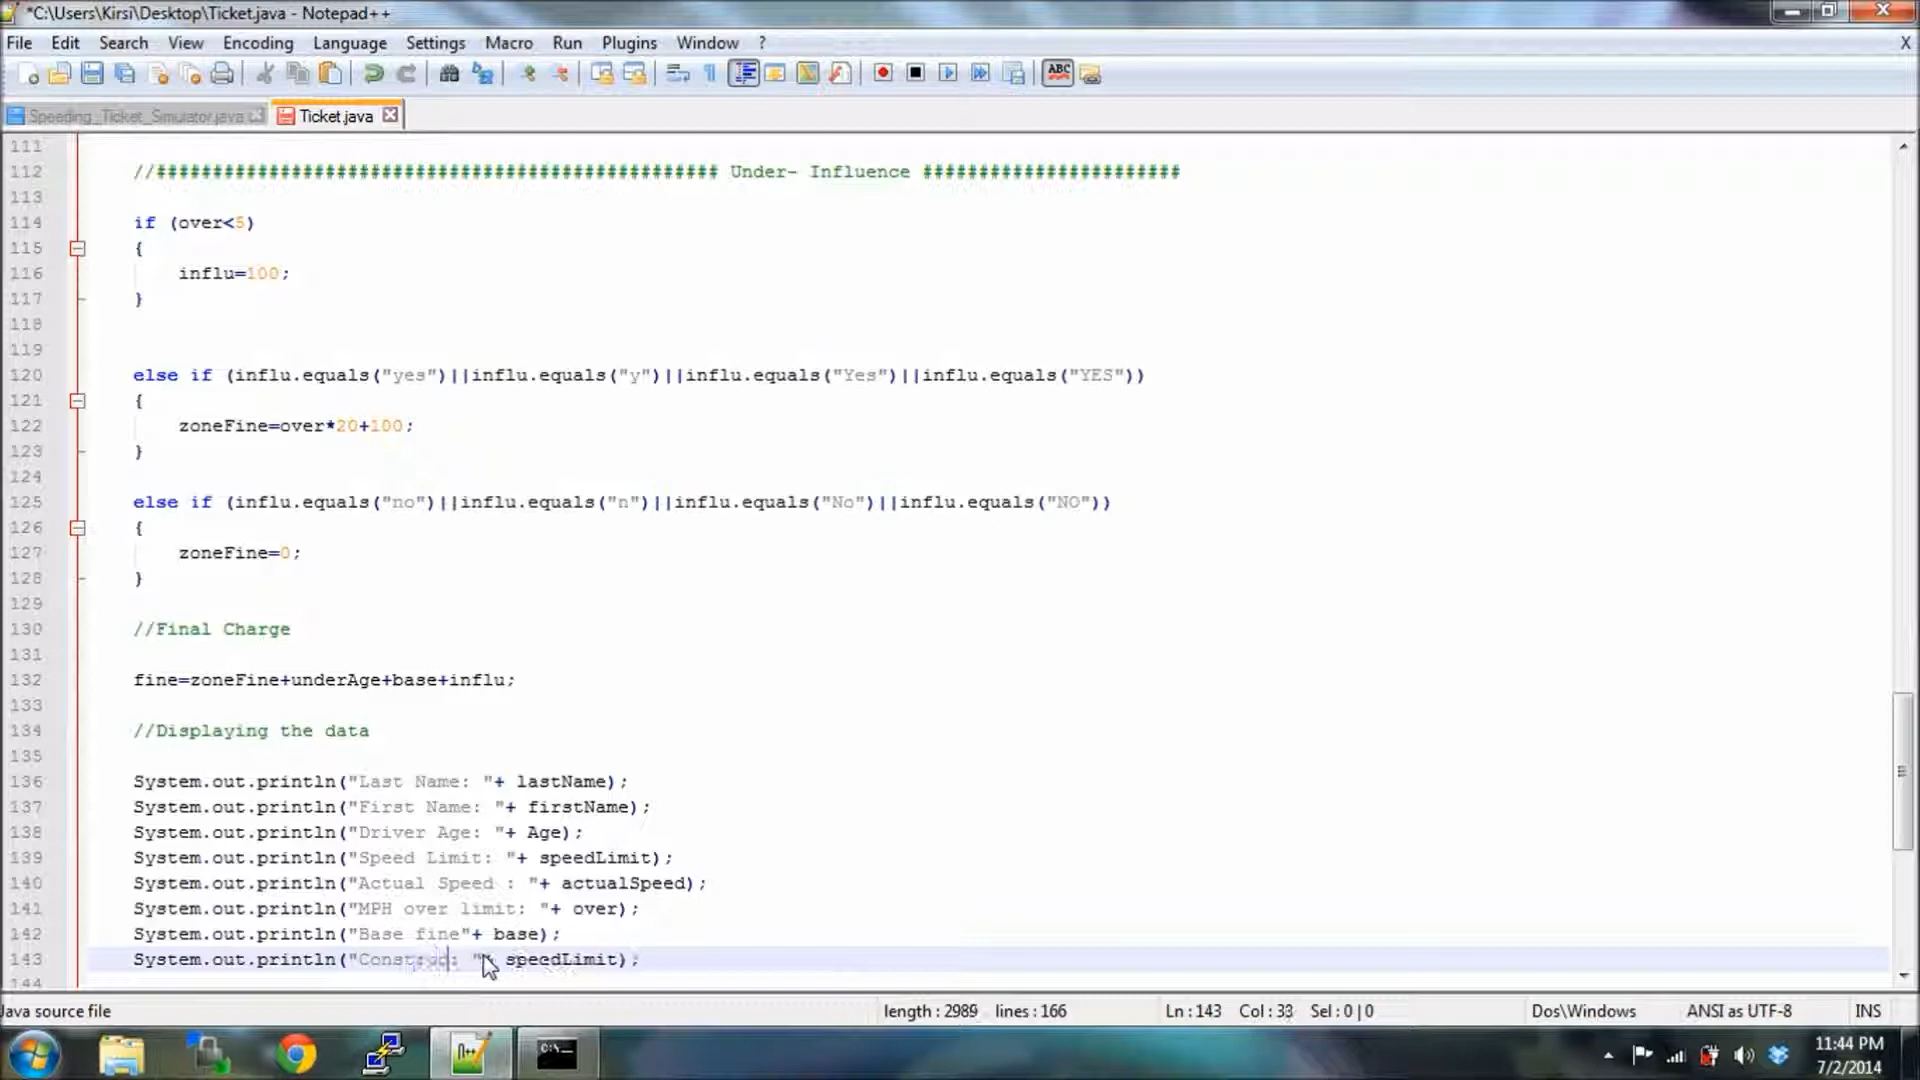 *C:\Users\Kirsi\Desktop\Ticket.java - Notepad++
File Edit Search View Encoding Language Settings Macro Run Plugins Window ? X
ABC
Speeding_Ticket_Simulator.java Ticket.java
111
112 //################################################## Under- Influence #######################
113
114 if (over<5)
115 {
116 influ=100;
117 }
118
119
120 else if (influ.equals("yes")||influ.equals("y")||influ.equals("Yes")||influ.equals("YES"))
121 {
122 zoneFine=over*20+100;
123 }
124
125 else if (influ.equals("no")||influ.equals("n")||influ.equals("No")||influ.equals("NO"))
126 {
127 zoneFine=0;
128 }
129
130 //Final Charge
131
132 fine=zoneFine+underAge+base+influ;
133
134 //Displaying the data
135
136 System.out.println("Last Name: "+ lastName);
137 System.out.println("First Name: "+ firstName);
138 System.out.println("Driver Age: "+ Age);
139 System.out.println("Speed Limit: "+ speedLimit);
140 System.out.println("Actual Speed : "+ actualSpeed);
141 System.out.println("MPH over limit: "+ over);
142 System.out.println("Base fine"+ base);
143 speedLimit);
144
Java source file length : 2989 lines : 166 Ln : 143 Col : 33 Sel : 0 | 0 Dos\Windows ANSI as UTF-8 INS
C:\_
11:44 PM
7/2/2014